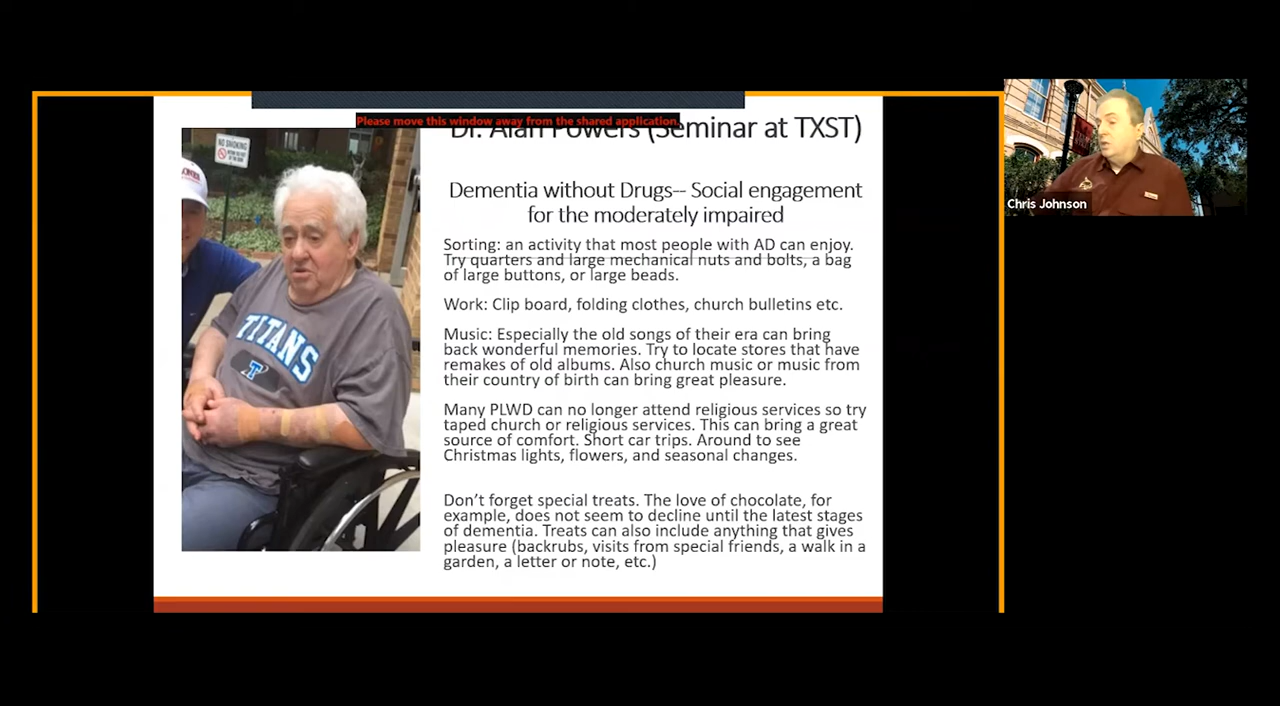 Please move this window away from the shared application.
Dr. Alan Powers (Seminar at TXST)
Dementia without Drugs-- Social engagement
for the moderately impaired
Sorting: an activity that most people with AD can enjoy.
Try quarters and large mechanical nuts and bolts, a bag
of large buttons, or large beads.
Work: Clip board, folding clothes, church bulletins etc.
Music: Especially the old songs of their era can bring
back wonderful memories. Try to locate stores that have
remakes of old albums. Also church music or music from
their country of birth can bring great pleasure.
Many PLWD can no longer attend religious services so try
taped church or religious services. This can bring a great
source of comfort. Short car trips. Around to see
Christmas lights, flowers, and seasonal changes.
Don’t forget special treats. The love of chocolate, for
example, does not seem to decline until the latest stages
of dementia. Treats can also include anything that gives
pleasure (backrubs, visits from special friends, a walk in a
garden, a letter or note, etc.)
NO SMOKING
TITANS
T
Chris Johnson